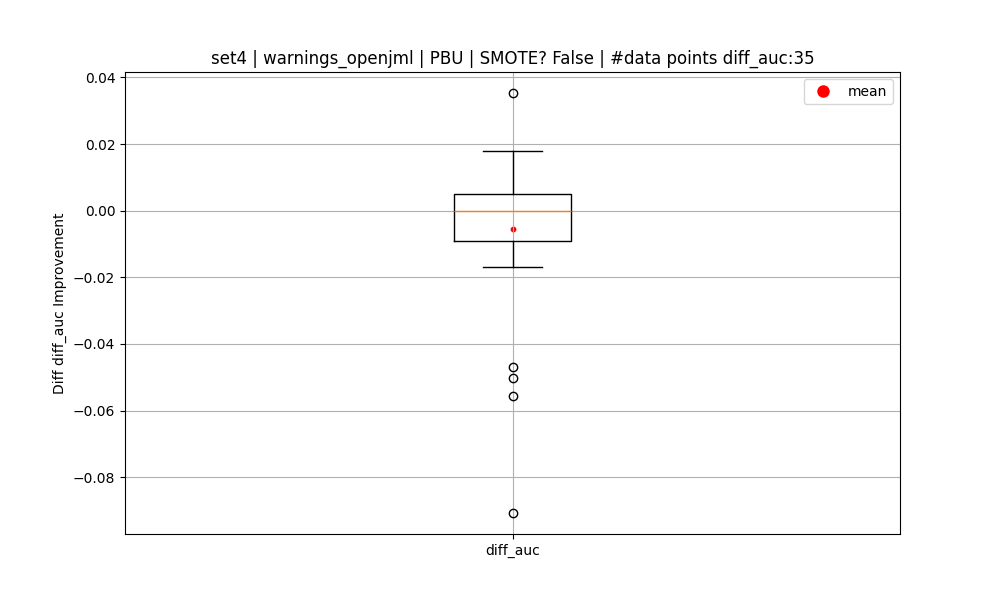 set4 | warnings_openjml | PBU | SMOTE? False | #data points diff_auc:35
mean
0.04
0.02
0.00
−0.02
−0.04
−0.06
−0.08
Diff diff_auc Improvement
diff_auc